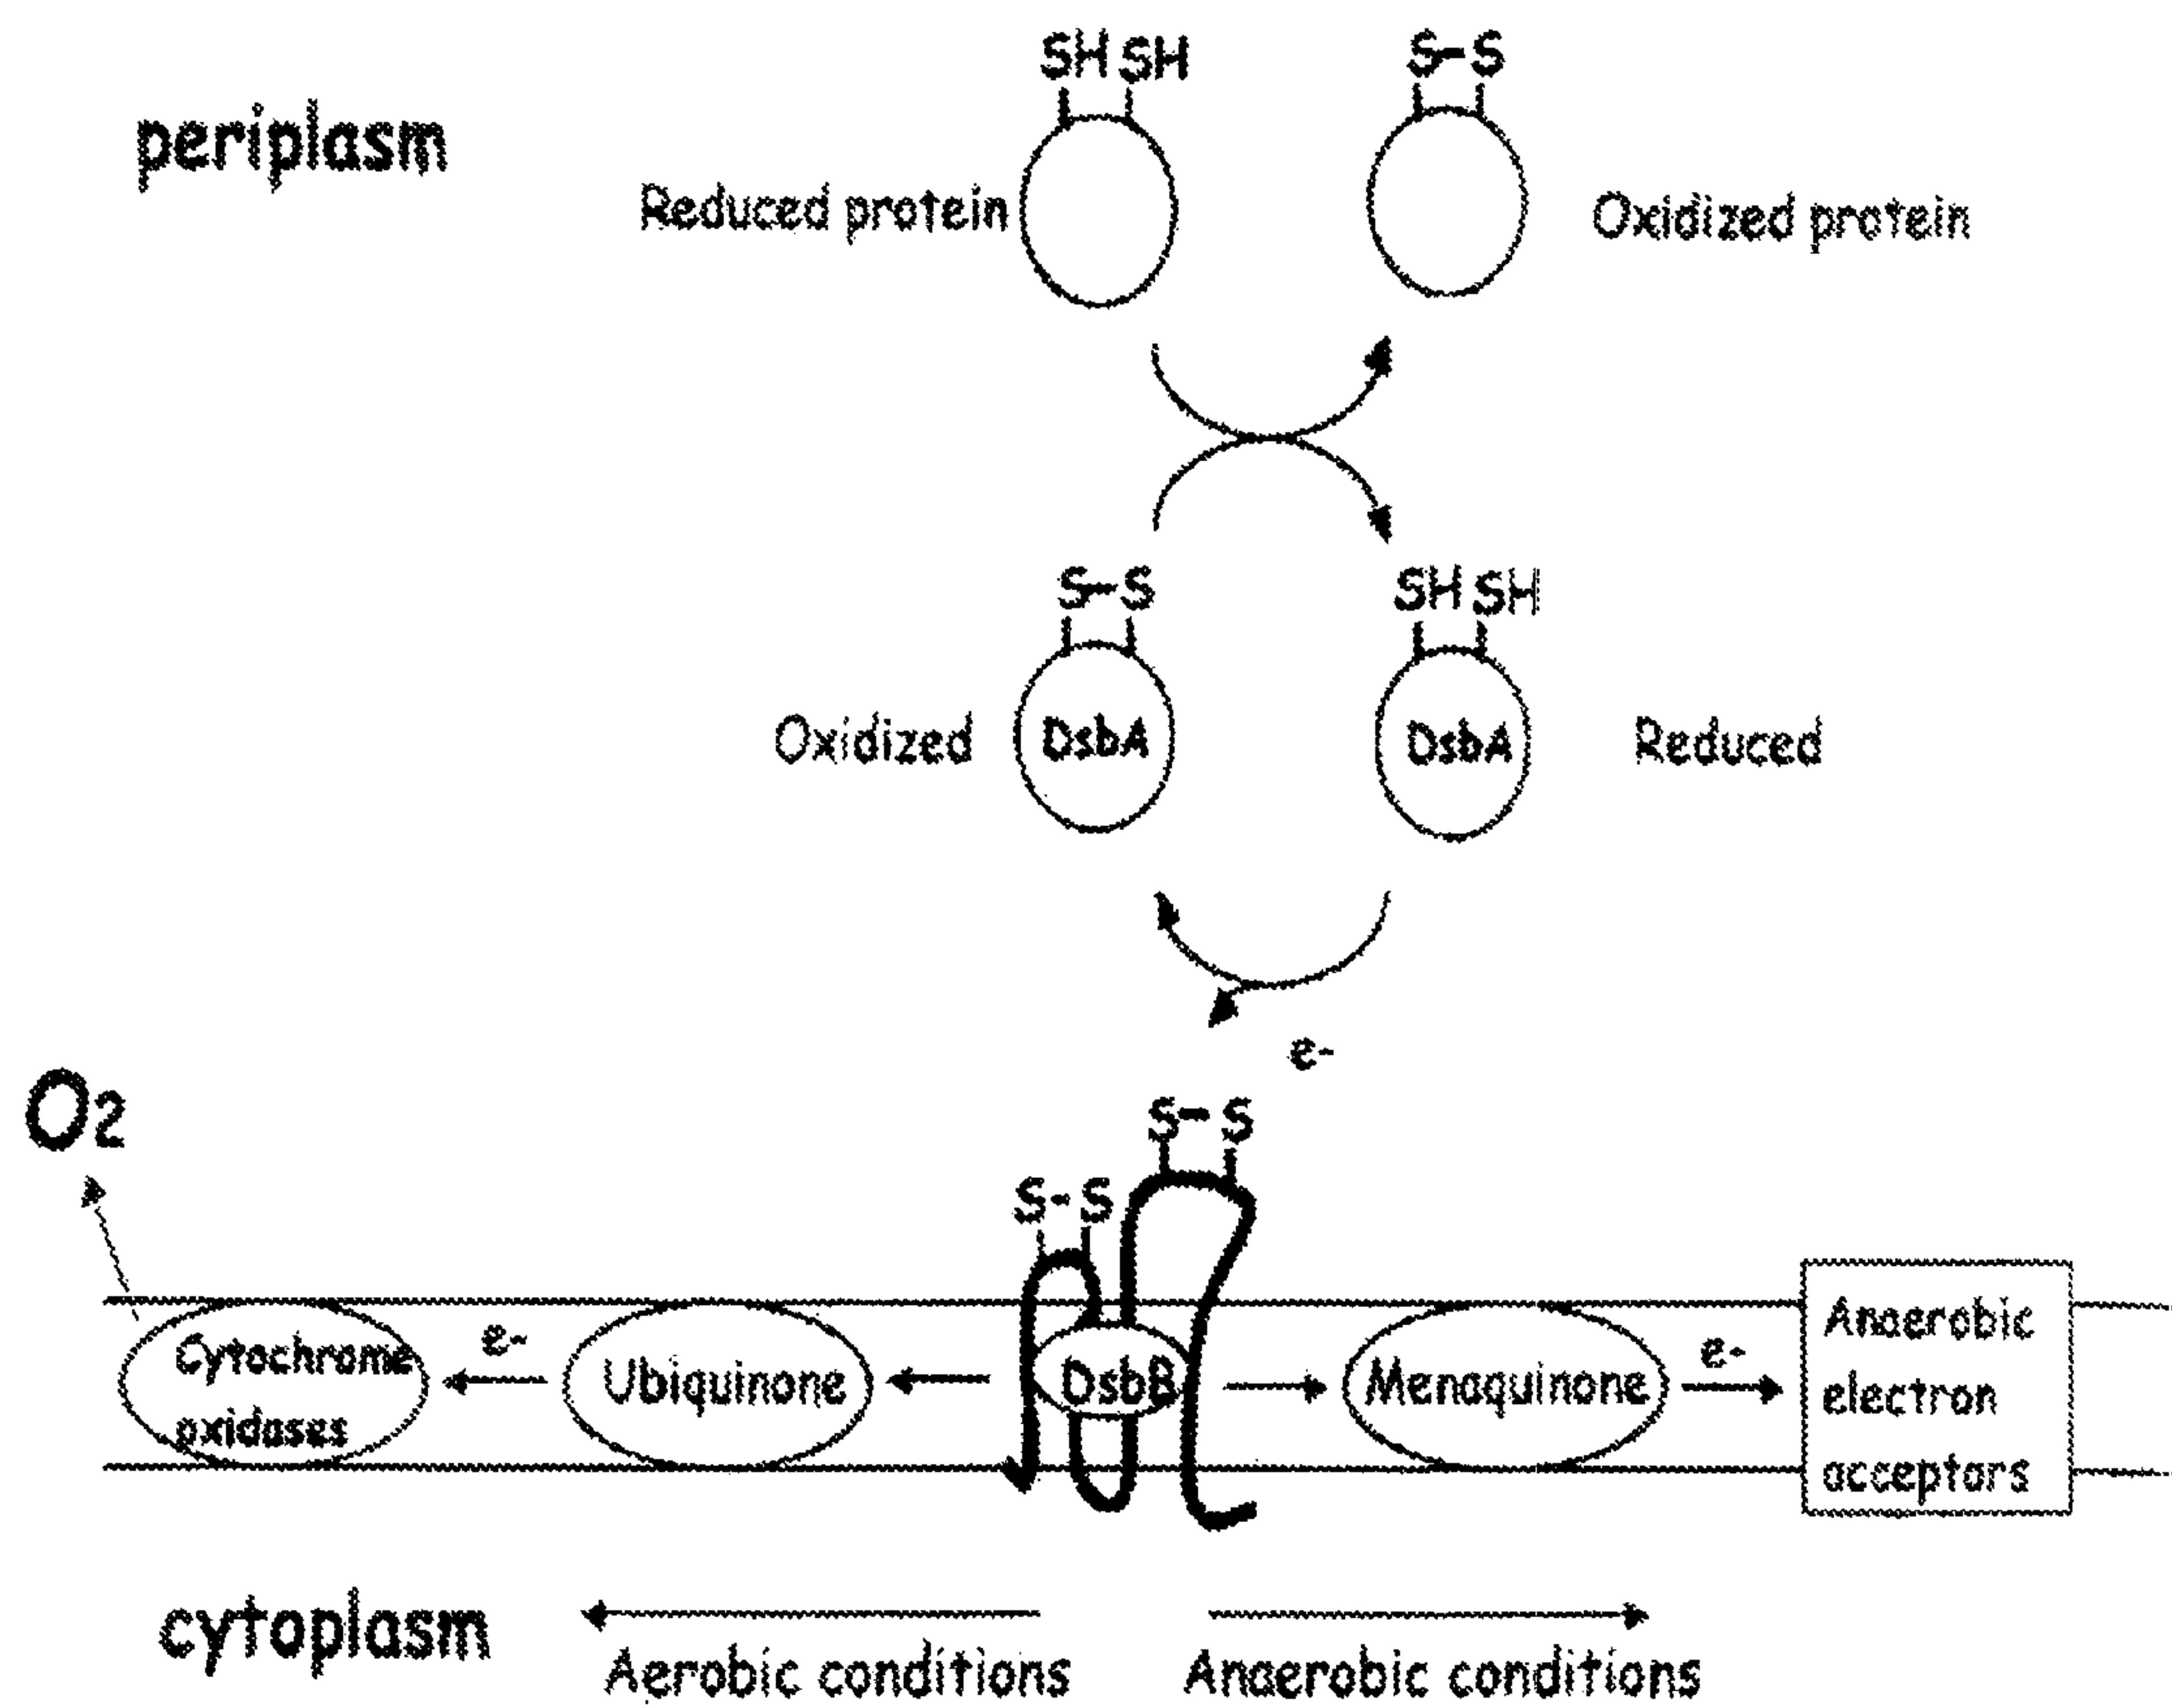 SH SH
S-S
periplasm
Reduced protein
Oxidized protein
S-S
SH SH
Oxidized
DsbA
DsbA
Reduced
e-
O2
S-S
S-S
Cytochrome
oxidases
e-
Ubiquinone
DsbB
Menaquinone
e-
Anaerobic
electron
acceptors
cytoplasm
Aerobic conditions
Anaerobic conditions